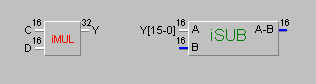 16 32 16 16
C iMUL Y Y[15-0] A A-B
16 iSUB
D 16 B